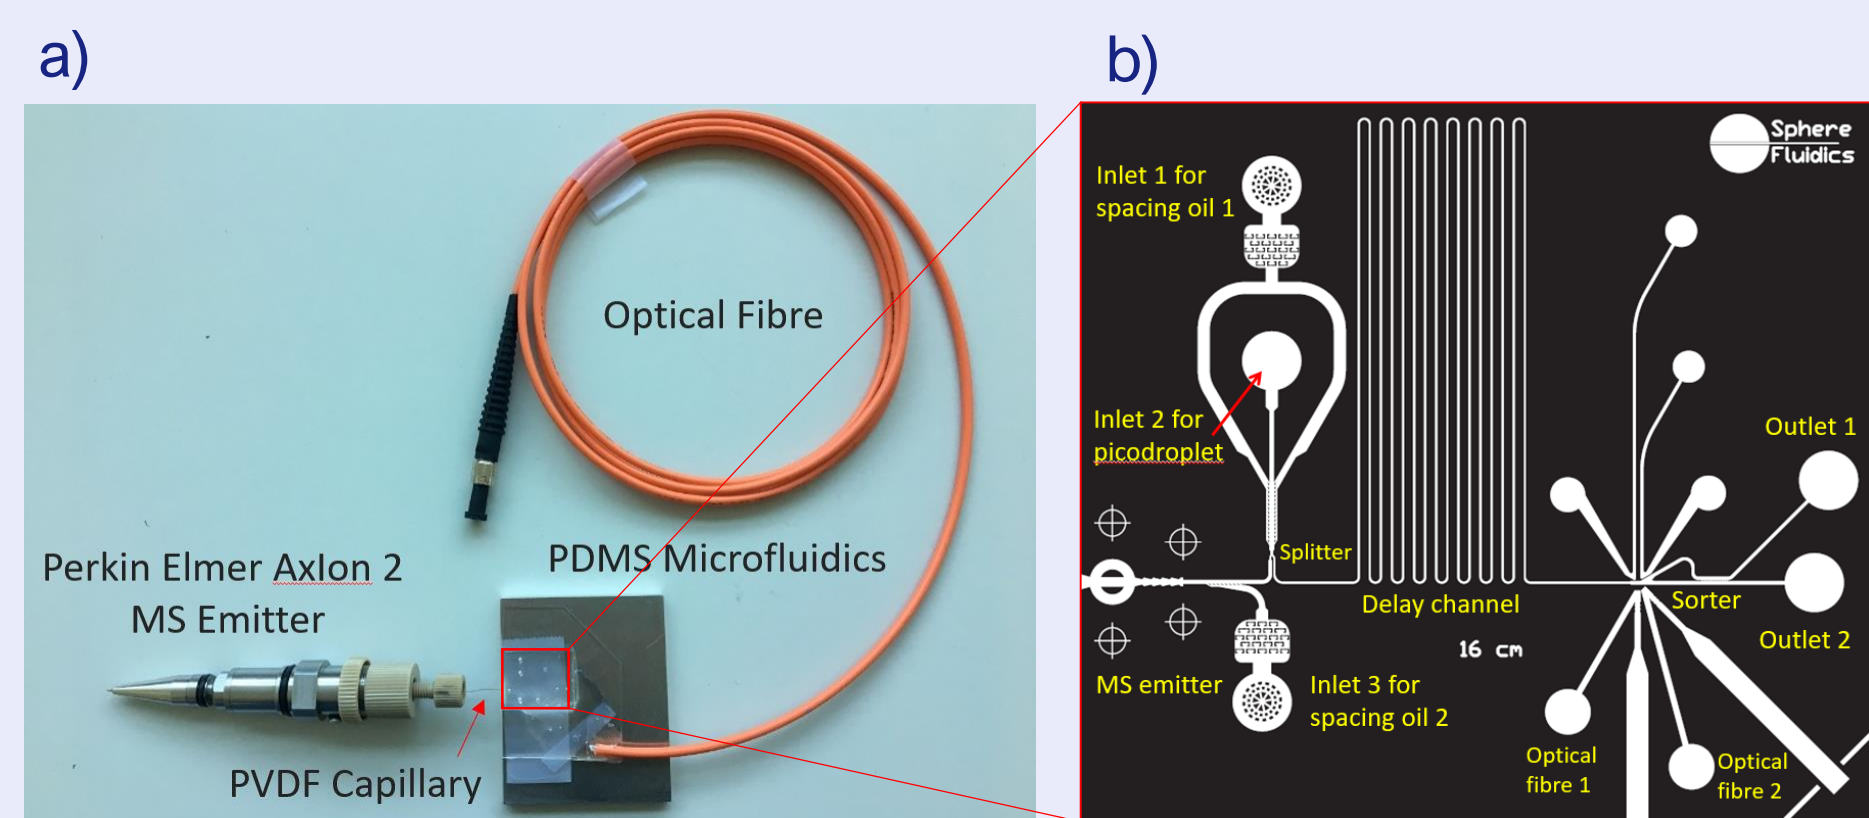 a)
b)
Optical Fibre
Perkin Elmer AxIon 2
MS Emitter
PDMS Microfluidics
PVDF Capillary
Sphere
Fluidics
Inlet 1 for
spacing oil 1
Inlet 2 for
picodroplet
Splitter
Delay channel
16 cm
MS emitter
Inlet 3 for
spacing oil 2
Outlet 1
Sorter
Outlet 2
Optical
fibre 1
Optical
fibre 2